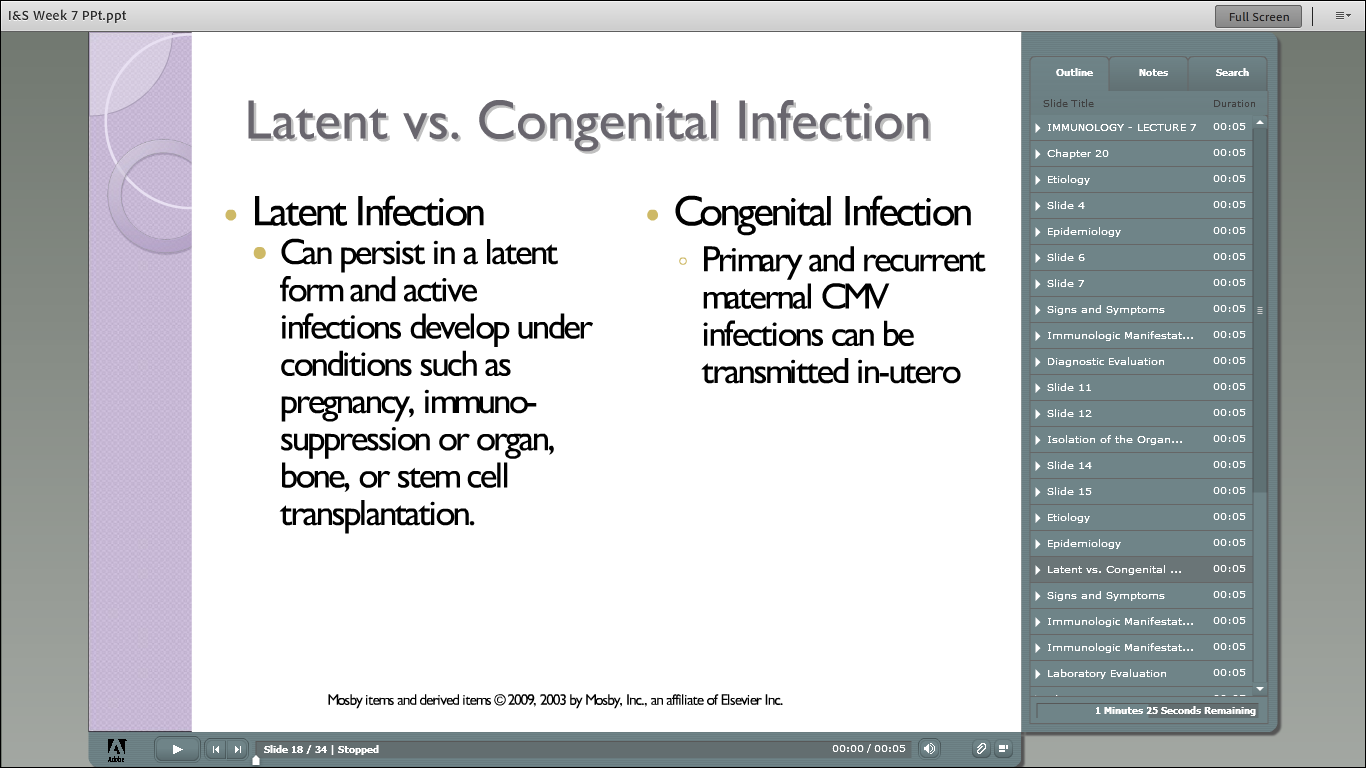 I&S Week 7 PPt.ppt
Full Screen
Latent vs. Congenital Infection
Latent Infection
Can persist in a latent
form and active
infections develop under
conditions such as
pregnancy, immuno-
suppression or organ,
bone, or stem cell
transplantation.
Congenital Infection
Primary and recurrent
maternal CMV
infections can be
transmitted in-utero
Mosby items and derived items © 2009, 2003 by Mosby, Inc., an affiliate of Elsevier Inc.
Outline Notes Search
Slide Title Duration
IMMUNOLOGY - LECTURE 7 00:05
Chapter 20 00:05
Etiology 00:05
Slide 4 00:05
Epidemiology 00:05
Slide 6 00:05
Slide 7 00:05
Signs and Symptoms 00:05
Immunologic Manifestat... 00:05
Diagnostic Evaluation 00:05
Slide 11 00:05
Slide 12 00:05
Isolation of the Organ... 00:05
Slide 14 00:05
Slide 15 00:05
Etiology 00:05
Epidemiology 00:05
Latent vs. Congenital ... 00:05
Signs and Symptoms 00:05
Immunologic Manifestat... 00:05
Immunologic Manifestat... 00:05
Laboratory Evaluation 00:05
1 Minutes 25 Seconds Remaining
Adobe
Slide 18 / 34 | Stopped 00:00 / 00:05